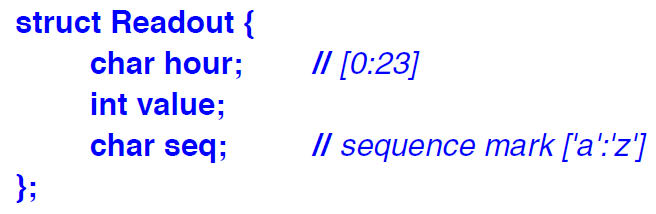 struct Readout {
char hour; // [0:23]
int value;
char seq; // sequence mark ['a':'z']
};